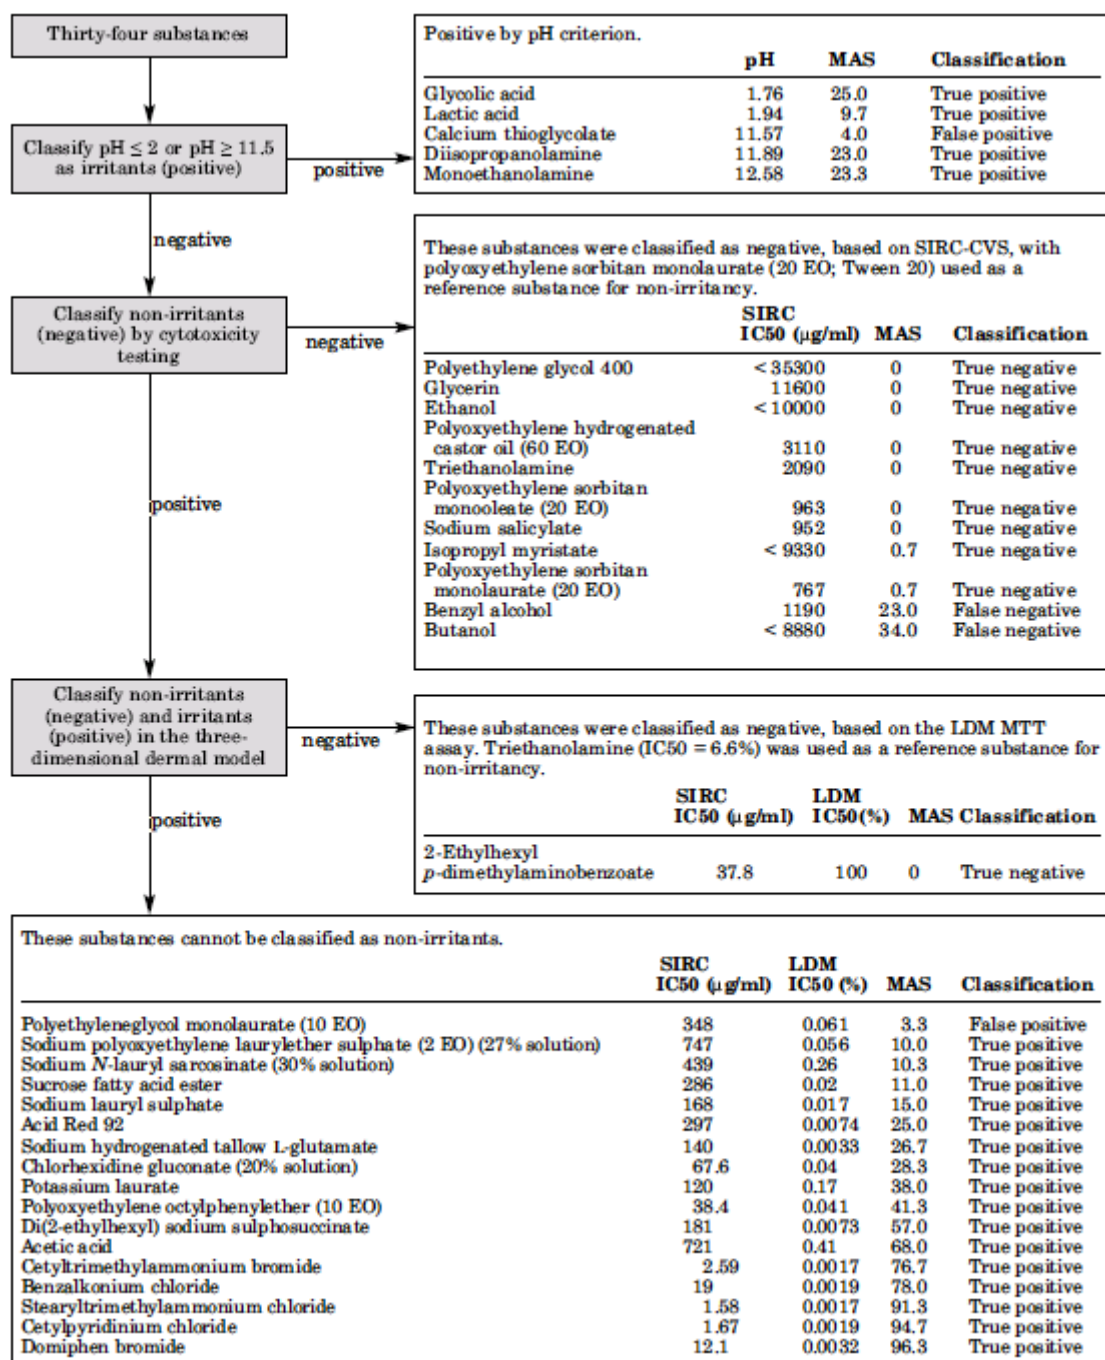 Thirty-four substances
Classify pH ≤ 2 or pH ≥ 11.5
as irritants (positive)
positive
Positive by pH criterion.
pH MAS Classification
Glycolic acid 1.76 25.0 True positive
Lactic acid 1.94 9.7 True positive
Calcium thioglycolate 11.57 4.0 False positive
Diisopropanolamine 11.89 23.0 True positive
Monoethanolamine 12.58 23.3 True positive
negative
Classify non-irritants
(negative) by cytotoxicity
testing
negative
These substances were classified as negative, based on SIRC-CVS, with
polyoxyethylene sorbitan monolaurate (20 EO; Tween 20) used as a
reference substance for non-irritancy.
SIRC
IC50 (μg/ml) MAS Classification
Polyethylene glycol 400 < 35300 0 True negative
Glycerin 11600 0 True negative
Ethanol < 10000 0 True negative
Polyoxyethylene hydrogenated
castor oil (60 EO) 3110 0 True negative
Triethanolamine 2090 0 True negative
Polyoxyethylene sorbitan
monooleate (20 EO) 963 0 True negative
Sodium salicylate 952 0 True negative
Isopropyl myristate < 9330 0.7 True negative
Polyoxyethylene sorbitan
monolaurate (20 EO) 767 0.7 True negative
Benzyl alcohol 1190 23.0 False negative
Butanol < 8880 34.0 False negative
positive
Classify non-irritants
(negative) and irritants
(positive) in the three-
dimensional dermal model
negative
These substances were classified as negative, based on the LDM MTT
assay. Triethanolamine (IC50 = 6.6%) was used as a reference substance for
non-irritancy.
SIRC LDM
IC50 (μg/ml) IC50(%) MAS Classification
2-Ethylhexyl
p-dimethylaminobenzoate 37.8 100 0 True negative
positive
These substances cannot be classified as non-irritants.
SIRC LDM
IC50 (μg/ml) IC50 (%) MAS Classification
Polyethyleneglycol monolaurate (10 EO) 348 0.061 3.3 False positive
Sodium polyoxyethylene laurylether sulphate (2 EO) (27% solution) 747 0.056 10.0 True positive
Sodium N-lauryl sarcosinate (30% solution) 439 0.26 10.3 True positive
Sucrose fatty acid ester 286 0.02 11.0 True positive
Sodium lauryl sulphate 168 0.017 15.0 True positive
Acid Red 92 297 0.0074 25.0 True positive
Sodium hydrogenated tallow L-glutamate 140 0.0033 26.7 True positive
Chlorhexidine gluconate (20% solution) 67.6 0.04 28.3 True positive
Potassium laurate 120 0.17 38.0 True positive
Polyoxyethylene octylphenylether (10 EO) 38.4 0.041 41.3 True positive
Di(2-ethylhexyl) sodium sulphosuccinate 181 0.0073 57.0 True positive
Acetic acid 721 0.41 68.0 True positive
Cetyltrimethylammonium bromide 2.59 0.0017 76.7 True positive
Benzalkonium chloride 19 0.0019 78.0 True positive
Stearyltrimethylammonium chloride 1.58 0.0017 91.3 True positive
Cetylpyridinium chloride 1.67 0.0019 94.7 True positive
Domiphen bromide 12.1 0.0032 96.3 True positive